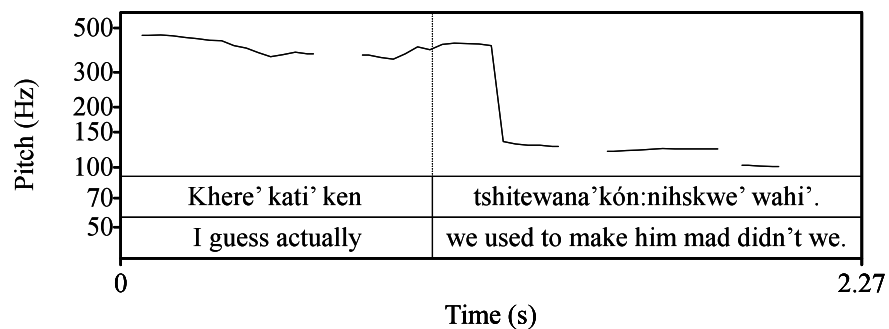 Pitch (Hz)
500
300
200
150
100
70
50
Khere’ kati’ ken
tshitewana’kón:nihskwe’ wahi’.
I guess actually
we used to make him mad didn’t we.
0
2.27
Time (s)